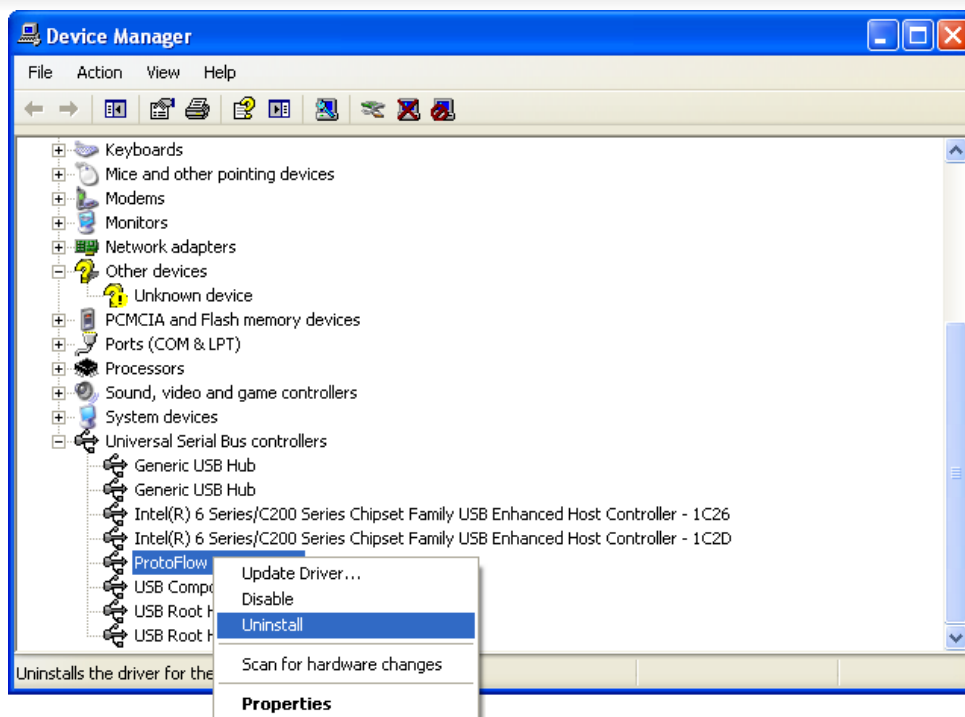 Device Manager
File Action View Help
Keyboards
Mice and other pointing devices
Modems
Monitors
Network adapters
Other devices
Unknown device
PCMCIA and Flash memory devices
Ports (COM & LPT)
Processors
Sound, video and game controllers
System devices
Universal Serial Bus controllers
Generic USB Hub
Generic USB Hub
Intel(R) 6 Series/C200 Series Chipset Family USB Enhanced Host Controller - 1C26
Intel(R) 6 Series/C200 Series Chipset Family USB Enhanced Host Controller - 1C2D
ProtoFlow
USB Compo
USB Root H
USB Root H
Update Driver...
Disable
Uninstall
Scan for hardware changes
Properties
Uninstalls the driver for the